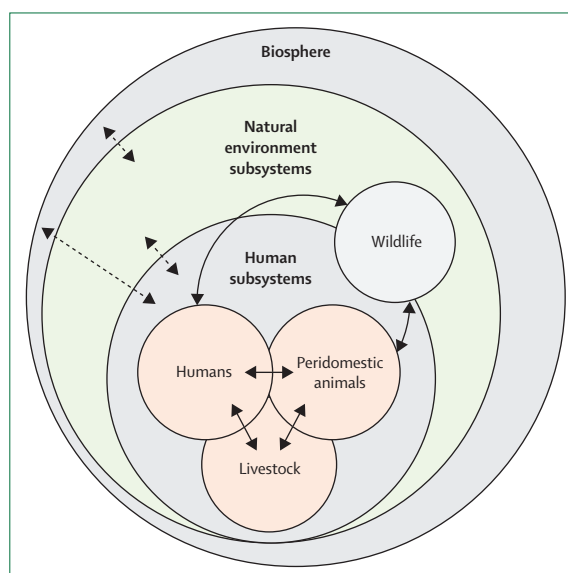 Biosphere
Natural
environment
subsystems
Wildlife
Human
subsystems
Humans
Peridomestic
animals
Livestock